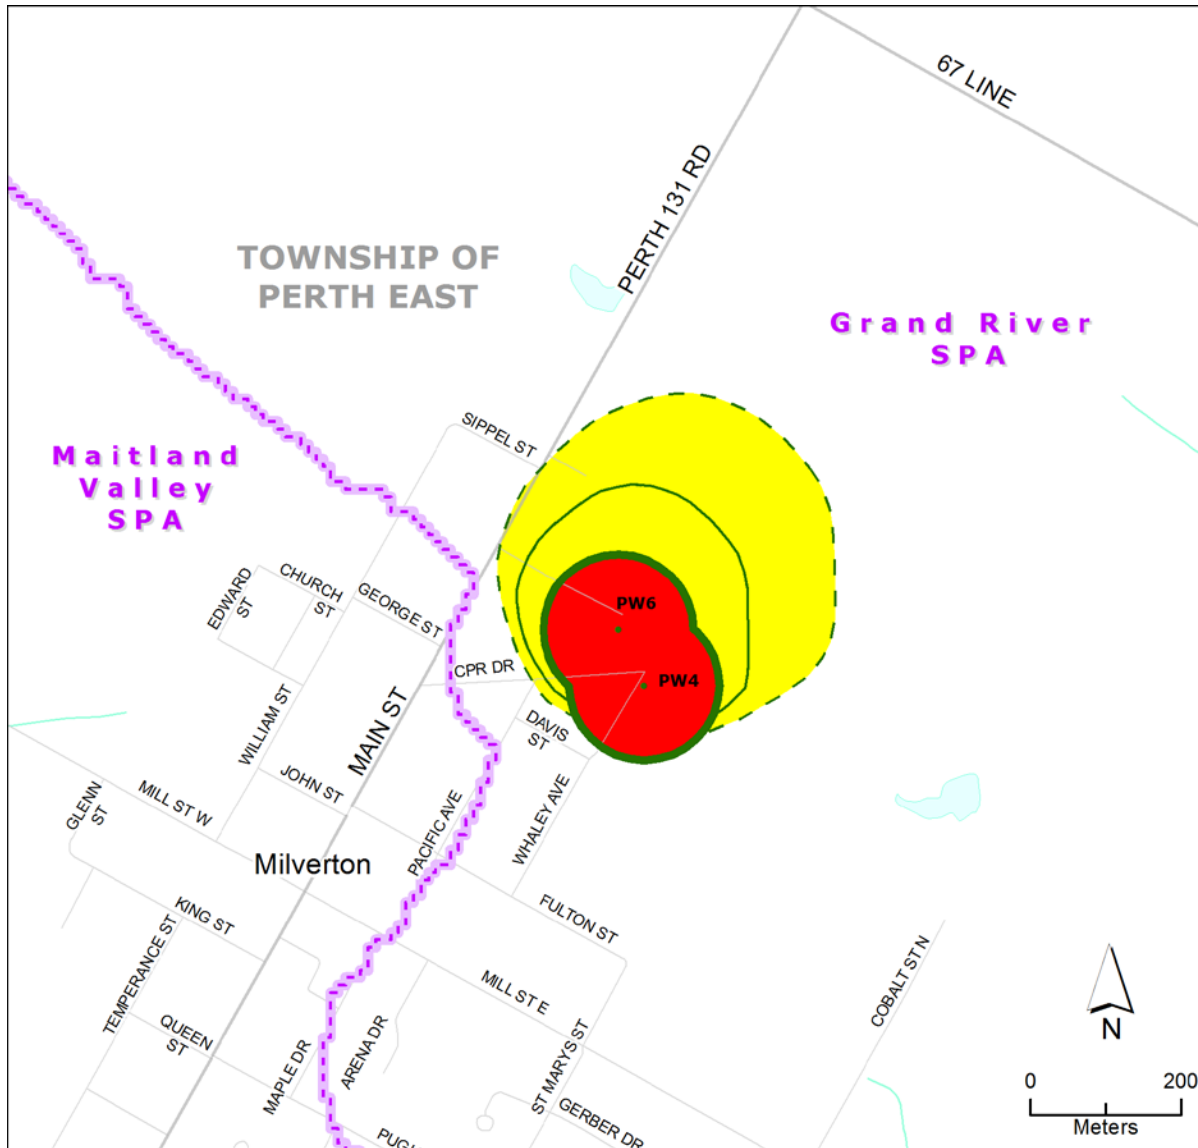 67 LINE
PERTH 131 RD
TOWNSHIP OF
PERTH EAST
Grand River
SPA
Maitland
Valley
SPA
SIPPEL ST
EDWARD
ST
CHURCH
ST
GEORGE ST
PW6
CPR DR
PW4
WILLIAM ST
MAIN ST
DAVIS
ST
JOHN ST
GLENN
ST
MILL ST W
PACIFIC AVE
WHALEY AVE
Milverton
KING ST
FULTON ST
TEMPERANCE ST
MILL ST E
COBALT ST N
QUEEN
ST
MAPLE DR
ARENA DR
ST MARYS ST
GERBER DR
N
0
200
Meters